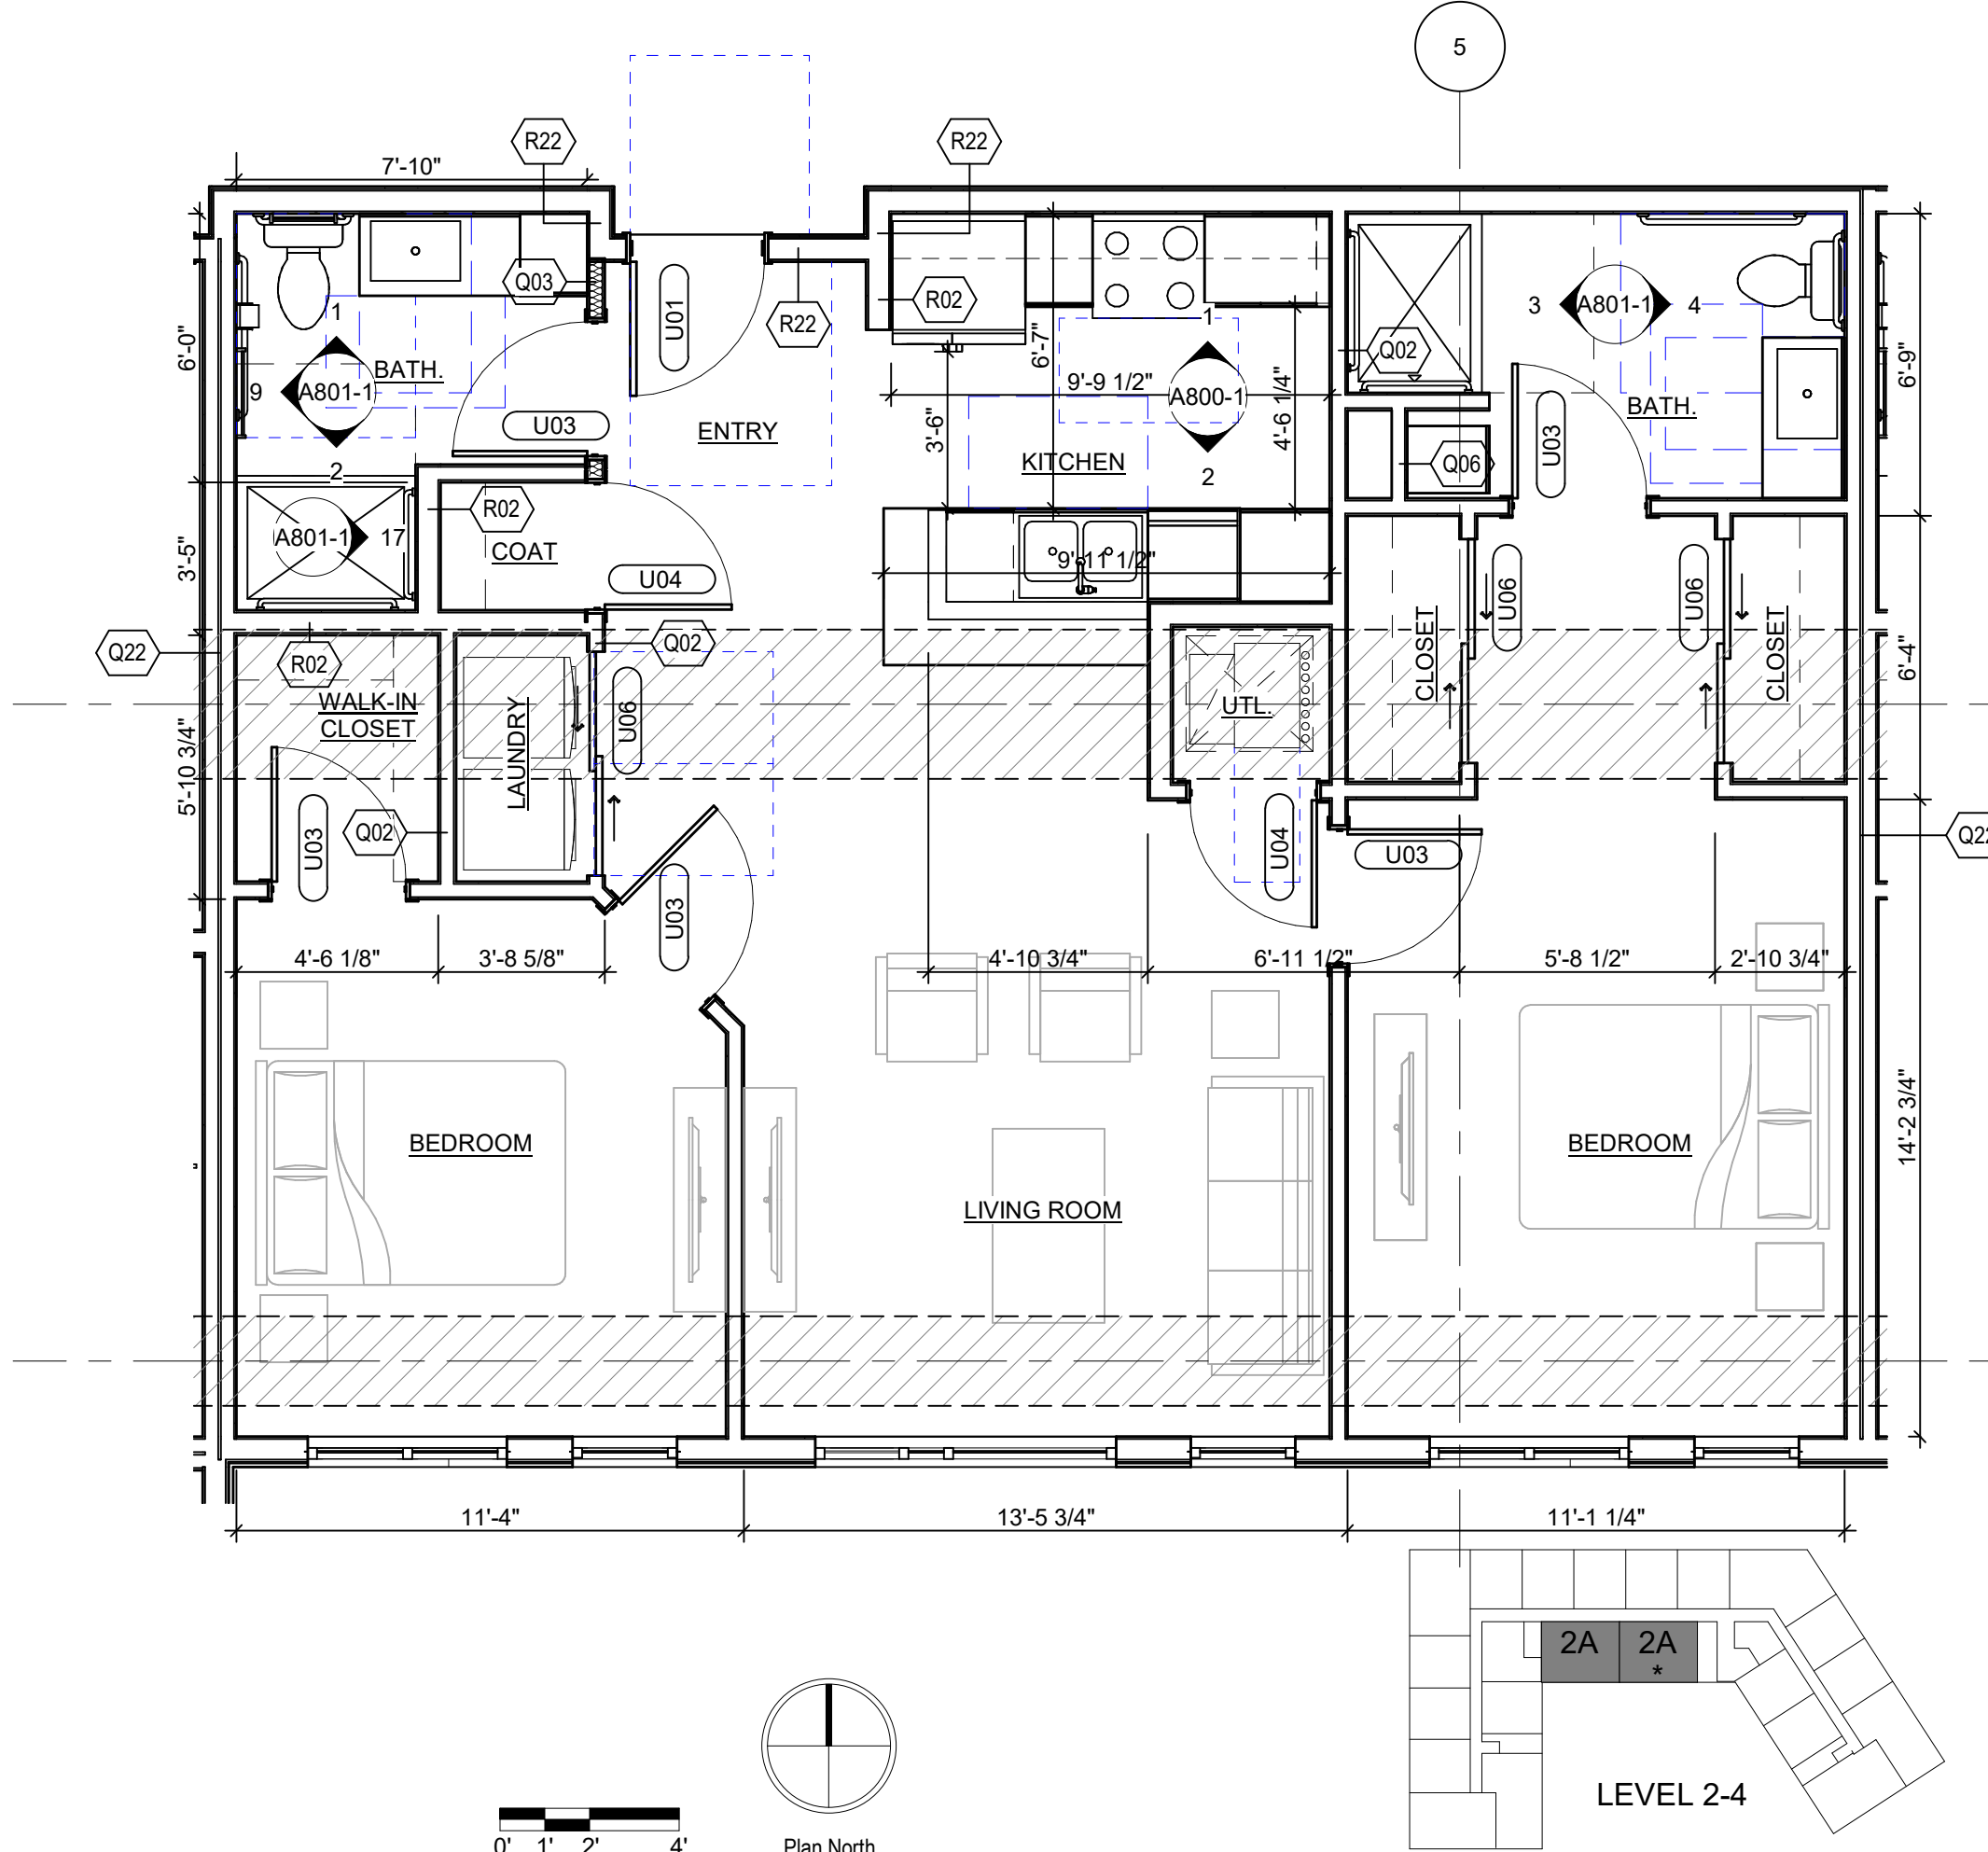 5
R22
R22
7'-10"
Q03
U01
R22
R02
6'-7"
1
3
A801-1
4
Q02
6'-0"
1
BATH.
9
A801-1
2
U03
ENTRY
9'-9 1/2"
A800-1
4'-6 1/4"
3'-6"
KITCHEN
2
BATH.
U03
Q06
6'-9"
R02
A801-1
17
COAT
U04
3'-5"
9'-11 1/2"
U06
U06
CLOSET
CLOSET
6'-4"
Q22
R02
Q02
WALK-IN
CLOSET
LAUNDRY
U06
UTL.
5'-10 3/4"
U03
Q02
U03
U04
U03
Q22
4'-6 1/8"
3'-8 5/8"
4'-10 3/4"
6'-11 1/2"
5'-8 1/2"
2'-10 3/4"
BEDROOM
LIVING ROOM
BEDROOM
14'-2 3/4"
11'-4"
13'-5 3/4"
11'-1 1/4"
2A
2A
*
LEVEL 2-4
0' 1' 2' 4'
Plan North